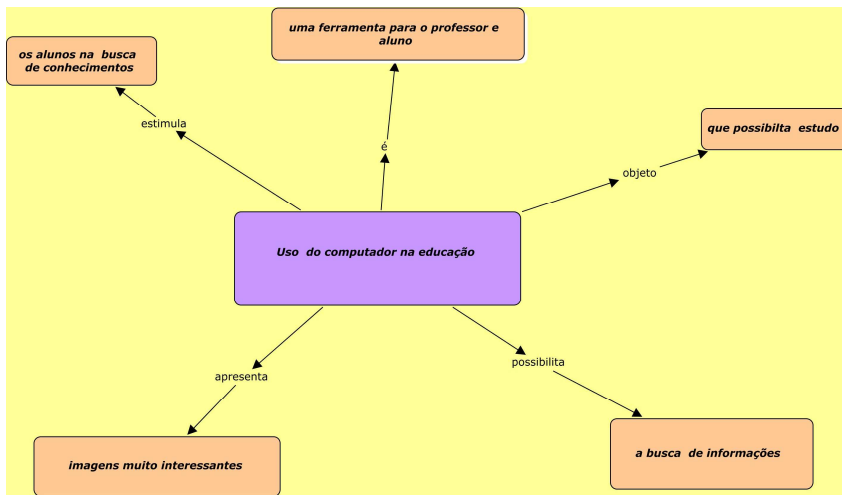 uma ferramenta para o professor e
aluno
os alunos na busca
de conhecimentos
estimula
é
que possibilta estudo
objeto
Uso do computador na educação
apresenta
possibilita
imagens muito interessantes
a busca de informações